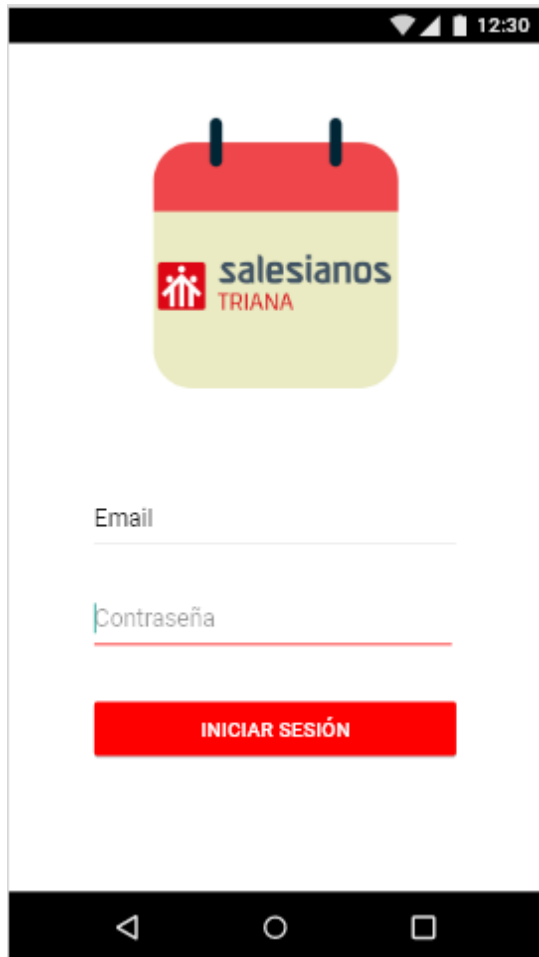 12:30
salesianos
TRIANA
Email
Contraseña
INICIAR SESIÓN